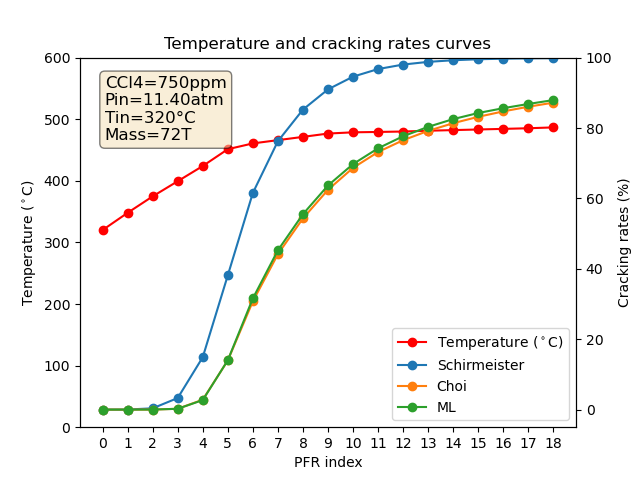 Temperature and cracking rates curves
CCl4=750ppm
Pin=11.40atm
Tin=320°C
Mass=72T
600
500
400
300
200
100
0
Temperature (°C)
100
80
60
40
20
0
Cracking rates (%)
Temperature (°C)
Schirmeister
Choi
ML
0 1 2 3 4 5 6 7 8 9 10 11 12 13 14 15 16 17 18
PFR index